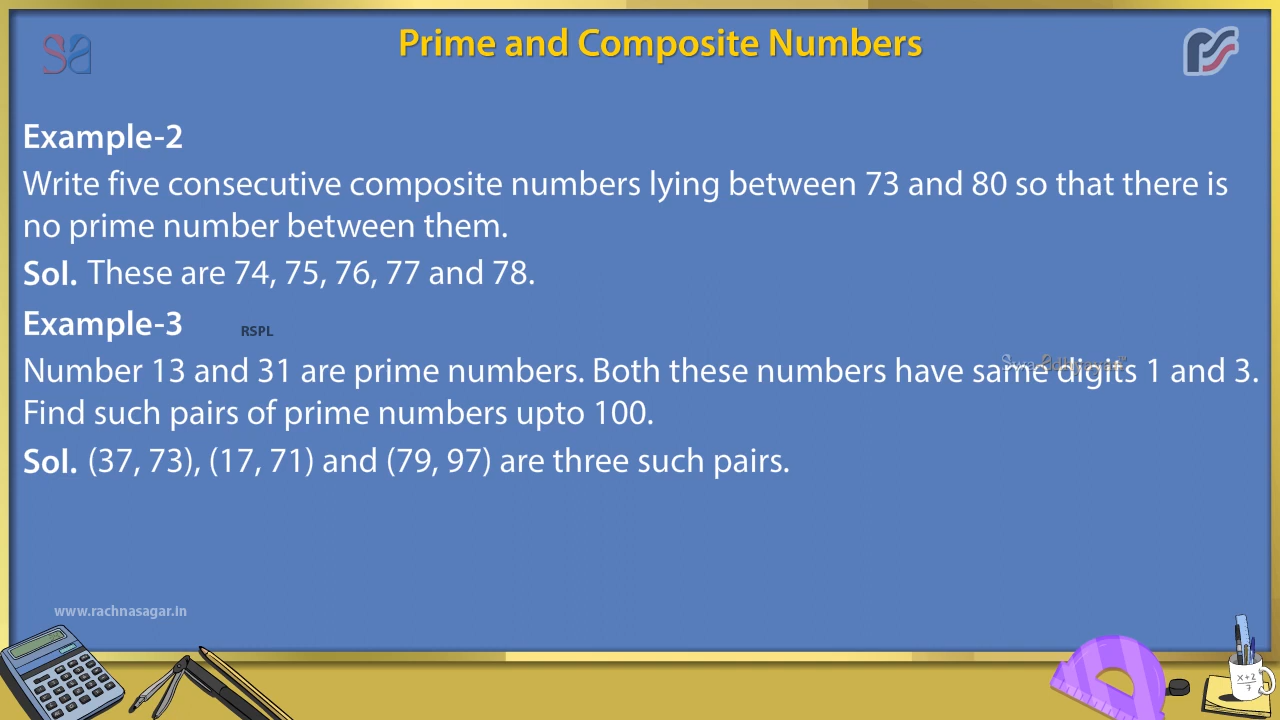 Prime and Composite Numbers
sa
rs
Example-2
Write five consecutive composite numbers lying between 73 and 80 so that there is
no prime number between them.
Sol. These are 74, 75, 76, 77 and 78.
Example-3
RSPL
Number 13 and 31 are prime numbers. Both these numbers have same digits 1 and 3.
Find such pairs of prime numbers upto 100.
Sol. (37, 73), (17, 71) and (79, 97) are three such pairs.
www.rachnasagar.in
x+2
7